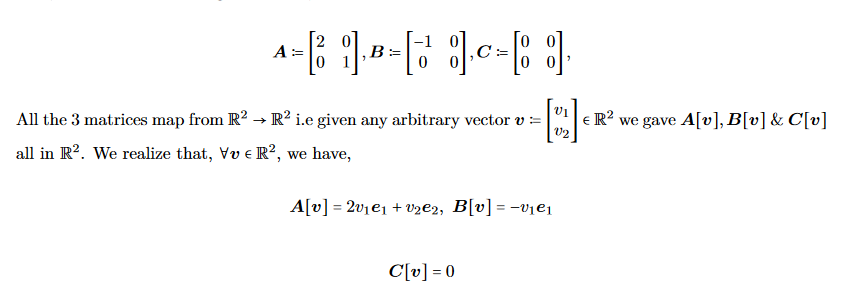 A := [2 0 0 1], B := [-1 0 0 0], C := [0 0 0 0],
All the 3 matrices map from ℝ² → ℝ² i.e given any arbitrary vector v := [v₁ v₂] ϵ ℝ² we gave A[v], B[v] & C[v]
all in ℝ². We realize that, ∀v ϵ ℝ², we have,
A[v] = 2v₁e₁ + v₂e₂, B[v] = −v₁e₁
C[v] = 0